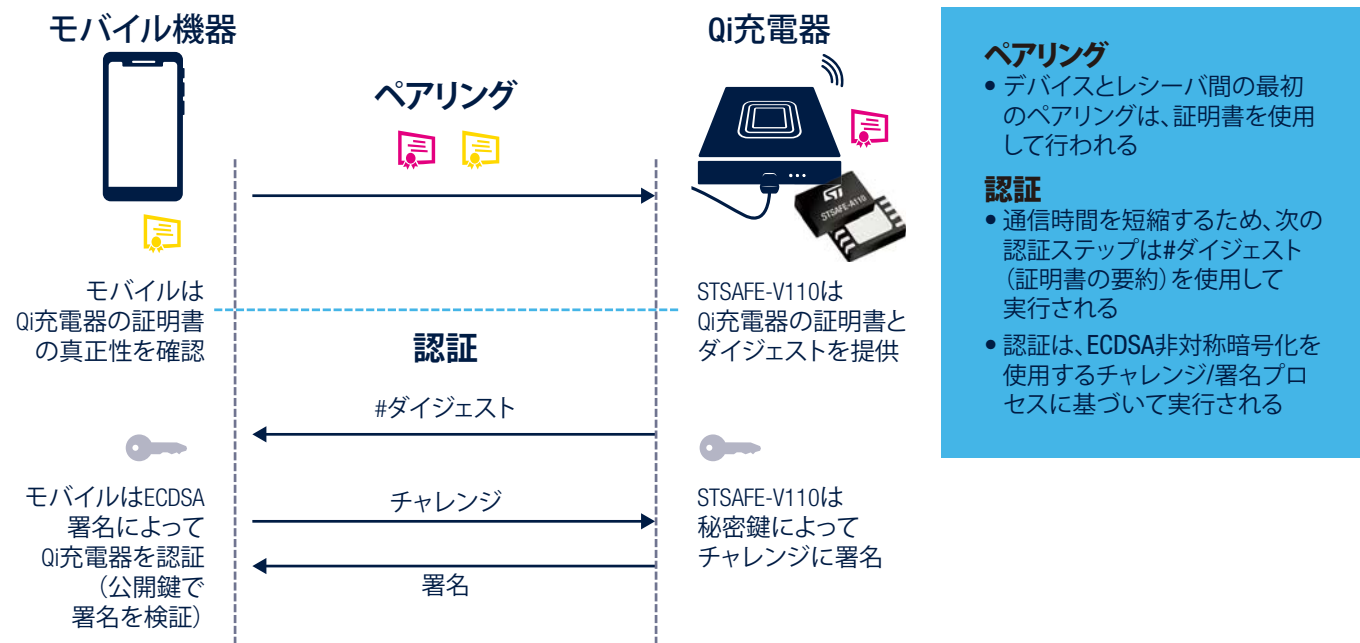 モバイル機器
Qi充電器
ペアリング
ST
STSAFE-A110
モバイルは
Qi充電器の証明書
の真正性を確認
STSAFE-V110は
Qi充電器の証明書と
ダイジェストを提供
認証
#ダイジェスト
モバイルはECDSA
署名によって
Qi充電器を認証
（公開鍵で
署名を検証）
チャレンジ
署名
STSAFE-V110は
秘密鍵によって
チャレンジに署名
ペアリング
• デバイスとレシーバ間の最初
のペアリングは、証明書を使用
して行われる
認証
• 通信時間を短縮するため、次の
認証ステップは#ダイジェスト
（証明書の要約）を使用して
実行される
• 認証は、ECDSA非対称暗号化を
使用するチャレンジ/署名プロ
セスに基づいて実行される